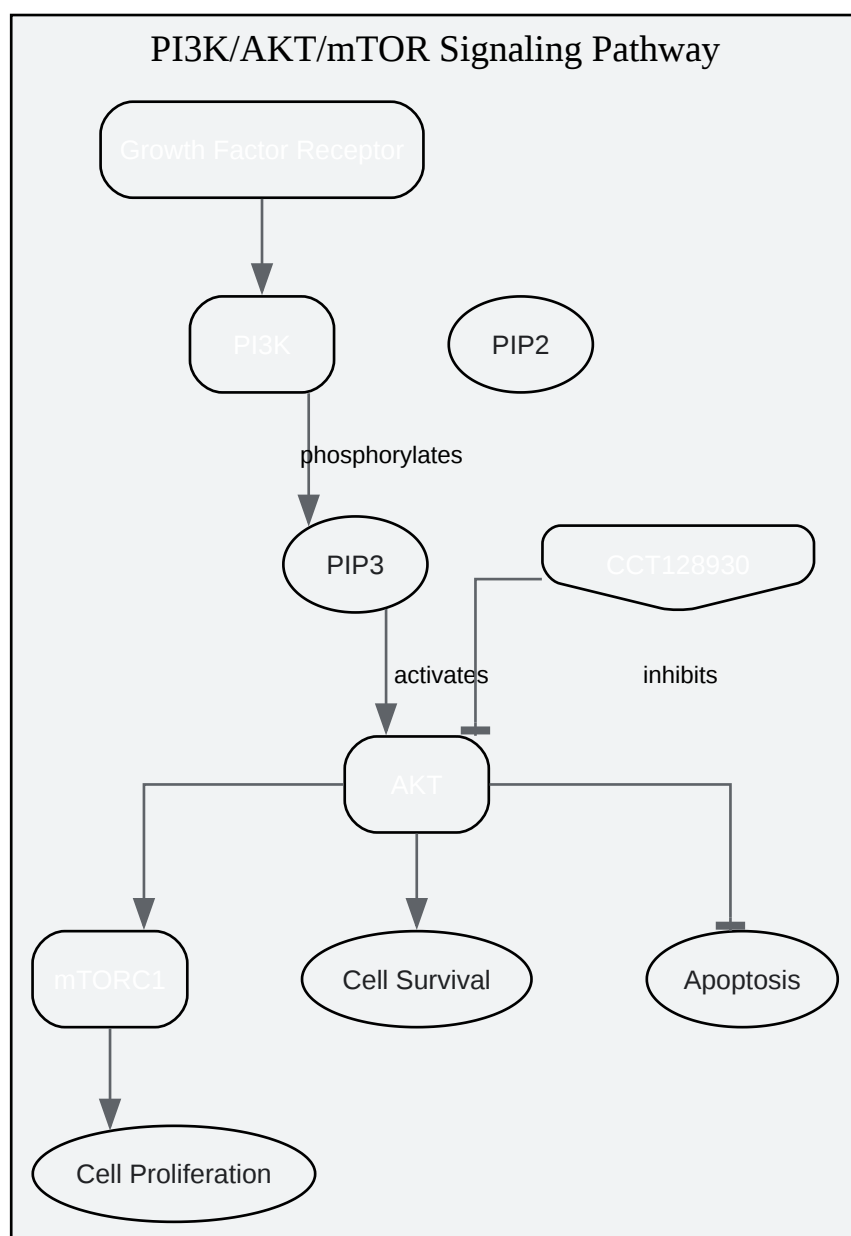 PI3K/AKT/mTOR Signaling Pathway
Growth Factor Receptor
PI3K
PIP2
phosphorylates
PIP3
CCT128930
activates
inhibits
AKT
mTORC1
Cell Survival
Apoptosis
Cell Proliferation